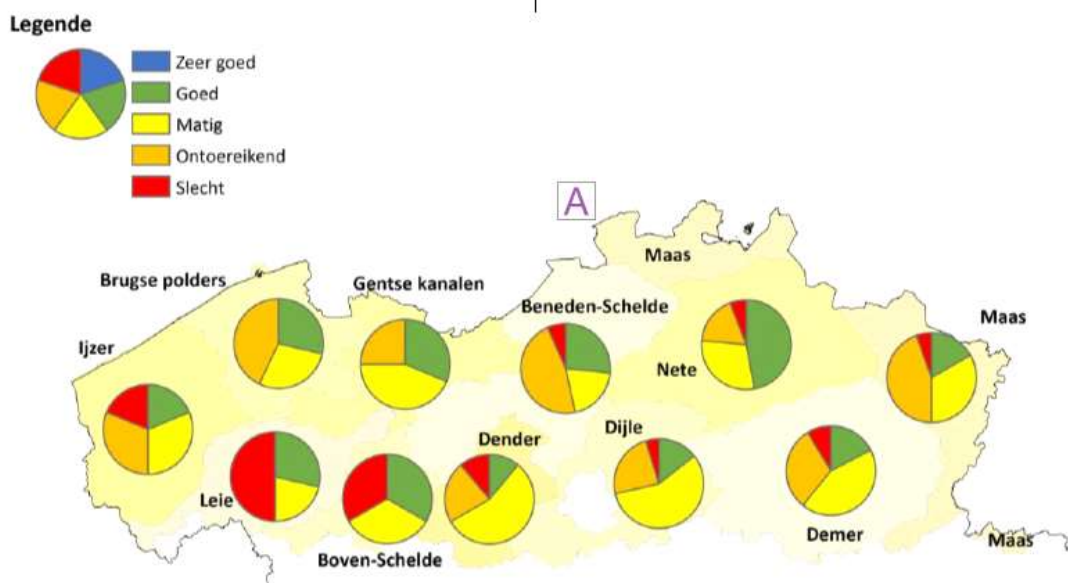 Legende
Zeer goed
Goed
Matig
Ontoereikend
Slecht
A
Maas
Brugse polders
Gentse kanalen
Beneden-Schelde
Maas
Ijzer
Nete
Dender
Dijle
Leie
Boven-Schelde
Demer
Maas